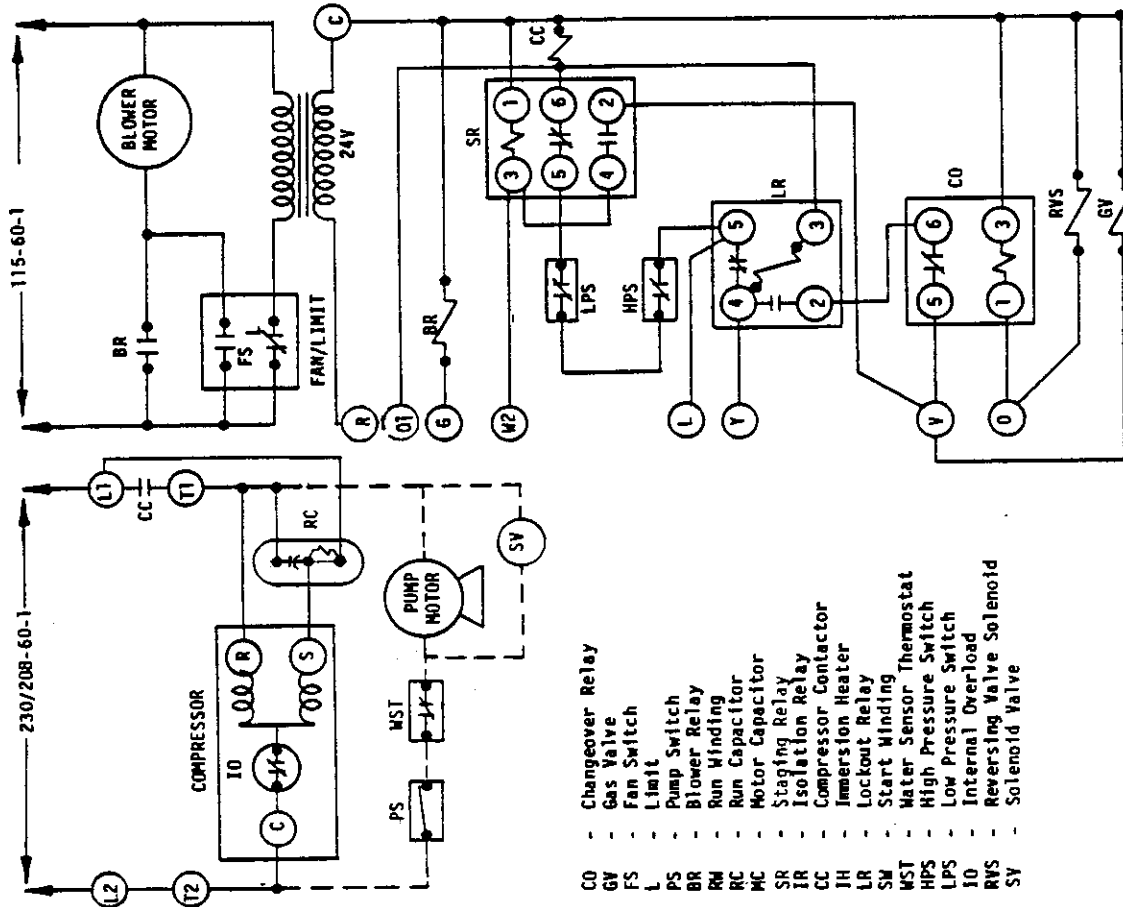 230/208-60-1
L2
T2
L1
CC
T1
COMPRESSOR
IO
C
R
S
RC
PS
WST
PUMP
MOTOR
SV
115-60-1
BLOWER
MOTOR
BR
FS
L
FAN/LIMIT
24V
R
C
01
G
BR
W2
SR
3
1
5
6
4
2
CC
LPS
HPS
L
Y
LR
4
5
2
3
V
O
CO
5
6
1
3
RVS
GV
CO - Changeover Relay
GV - Gas Valve
FS - Fan Switch
L - Limit
PS - Pump Switch
BR - Blower Relay
RW - Run Winding
RC - Run Capacitor
MC - Motor Capacitor
SR - Staging Relay
IR - Isolation Relay
CC - Compressor Contactor
IH - Immersion Heater
LR - Lockout Relay
SW - Start Winding
WST - Water Sensor Thermostat
HPS - High Pressure Switch
LPS - Low Pressure Switch
IO - Internal Overload
RVS - Reversing Valve Solenoid
SV - Solenoid Valve